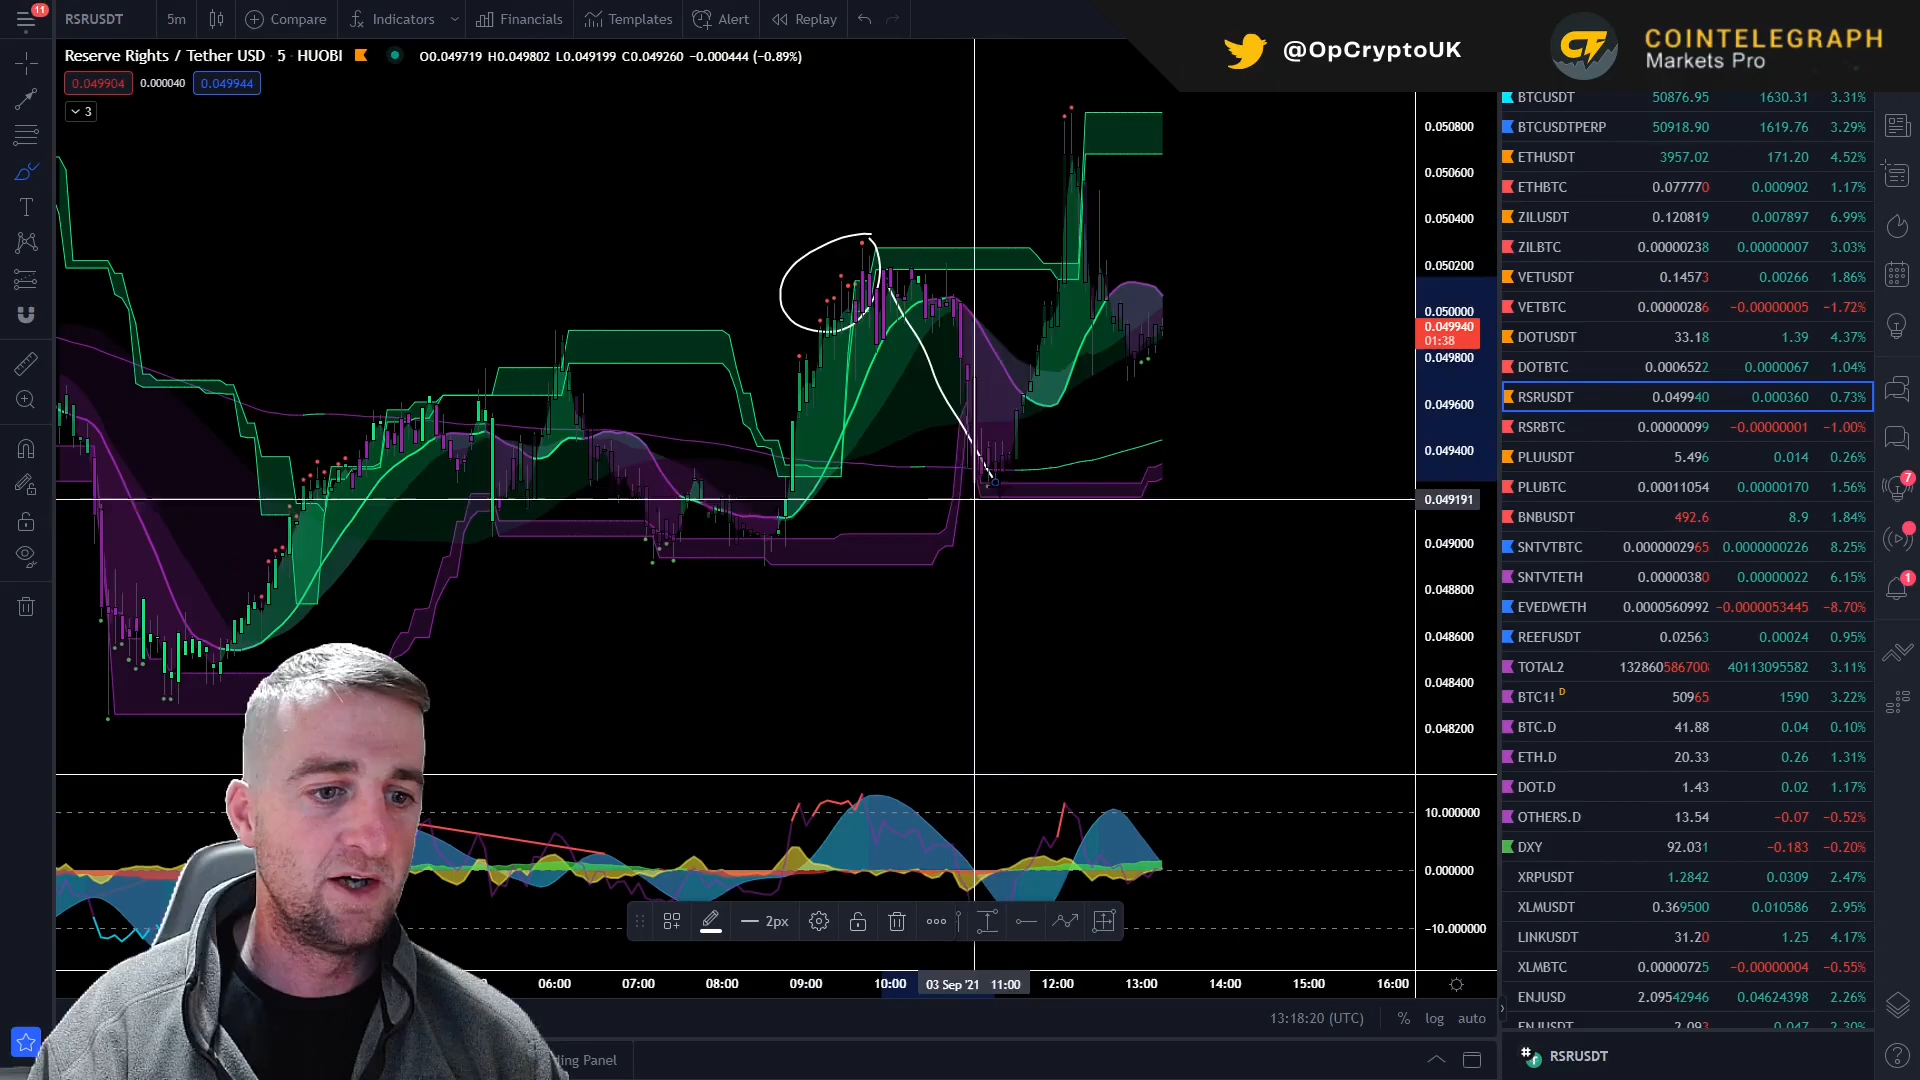 11
RSRUSDT
5m
Compare
Indicators
Financials
Templates
Alert
Replay
@OpCryptoUK
COINTELEGRAPH
Markets Pro
Reserve Rights / Tether USD · 5 · HUOBI
O0.049719 H0.049802 L0.049199 C0.049260 −0.000444 (−0.89%)
0.049904 0.000040 0.049944
3
0.050800
0.050600
0.050400
0.050200
0.050000
0.049940
01:38
0.049800
0.049600
0.049400
0.049191
0.049000
0.048800
0.048600
0.048400
0.048200
10.000000
0.000000
−10.000000
2px
06:00 07:00 08:00 09:00 10:00 03 Sep '21 11:00 12:00 13:00 14:00 15:00 16:00
13:18:20 (UTC) % log auto
ding Panel
BTCUSDT 50876.95 1630.31 3.31%
BTCUSDTPERP 50918.90 1619.76 3.29%
ETHUSDT 3957.02 171.20 4.52%
ETHBTC 0.07770 0.000902 1.17%
ZILUSDT 0.120819 0.007897 6.99%
ZILBTC 0.00000238 0.00000007 3.03%
VETUSDT 0.14573 0.00266 1.86%
VETBTC 0.00000286 −0.00000005 −1.72%
DOTUSDT 33.18 1.39 4.37%
DOTBTC 0.0006522 0.0000067 1.04%
RSRUSDT 0.049940 0.000360 0.73%
RSRBTC 0.00000099 −0.00000001 −1.00%
PLUUSDT 5.496 0.014 0.26%
PLUBTC 0.00011054 0.00000170 1.56%
BNBUSDT 492.6 8.9 1.84%
SNTVTBTC 0.0000002965 0.0000000226 8.25%
SNTVTETH 0.00000380 0.00000022 6.15%
EVEDWETH 0.0000560992 −0.0000053445 −8.70%
REEFUSDT 0.02563 0.00024 0.95%
TOTAL2 132860586700 40113095582 3.11%
BTC1! D 50965 1590 3.22%
BTC.D 41.88 0.04 0.10%
ETH.D 20.33 0.26 1.31%
DOT.D 1.43 0.02 1.17%
OTHERS.D 13.54 −0.07 −0.52%
DXY 92.031 −0.183 −0.20%
XRPUSDT 1.2842 0.0309 2.47%
XLMUSDT 0.369500 0.010586 2.95%
LINKUSDT 31.20 1.25 4.17%
XLMBTC 0.00000725 −0.00000004 −0.55%
ENJUSD 2.09542946 0.04624398 2.26%
ENJUSDT 2.093 0.047 2.30%
RSRUSDT
7
1